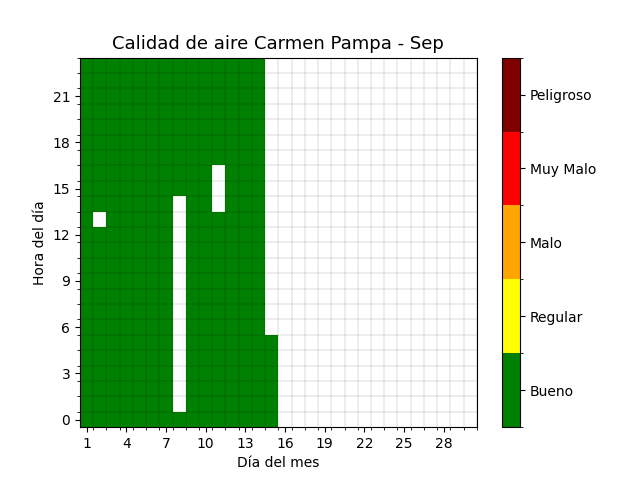 Calidad de aire Carmen Pampa - Sep
Hora del día
21
18
15
12
9
6
3
0
1 4 7 10 13 16 19 22 25 28
Día del mes
Peligroso
Muy Malo
Malo
Regular
Bueno